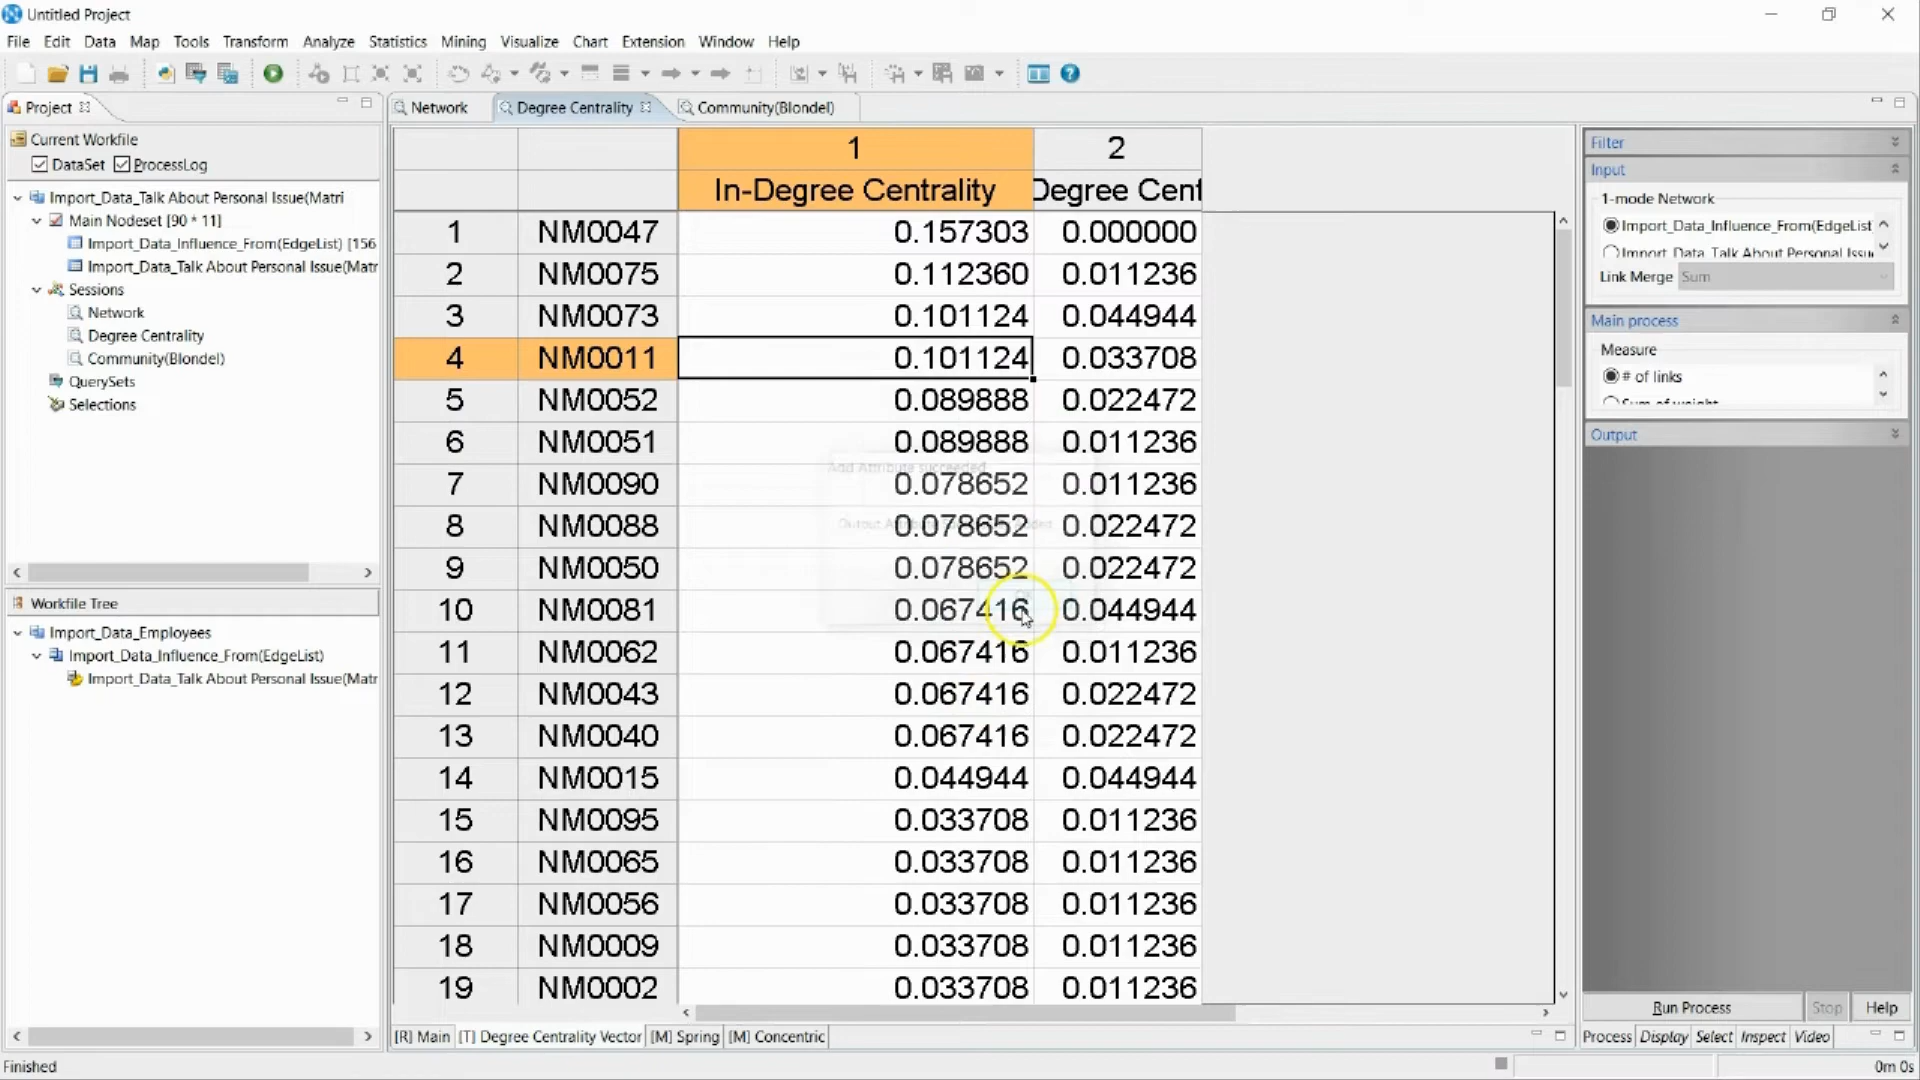 Untitled Project
File Edit Data Map Tools Transform Analyze Statistics Mining Visualize Chart Extension Window Help
Project
Network Degree Centrality Community(Blondel)
Current Workfile
DataSet ProcessLog
Import_Data_Talk About Personal Issue(Matri
Main Nodeset [90 * 11]
Import_Data_Influence_From(EdgeList) [156
Import_Data_Talk About Personal Issue(Matr
Sessions
Network
Degree Centrality
Community(Blondel)
QuerySets
Selections
Workfile Tree
Import_Data_Employees
Import_Data_Influence_From(EdgeList)
Import_Data_Talk About Personal Issue(Matr
1 2
In-Degree Centrality Degree Cent
1 NM0047 0.157303 0.000000
2 NM0075 0.112360 0.011236
3 NM0073 0.101124 0.044944
4 NM0011 0.101124 0.033708
5 NM0052 0.089888 0.022472
6 NM0051 0.089888 0.011236
Add Attribute succeeded
7 NM0090 0.078652 0.011236
8 NM0088 0.078652 0.022472
9 NM0050 0.078652 0.022472
10 NM0081 0.067416 0.044944
11 NM0062 0.067416 0.011236
12 NM0043 0.067416 0.022472
13 NM0040 0.067416 0.022472
14 NM0015 0.044944 0.044944
15 NM0095 0.033708 0.011236
16 NM0065 0.033708 0.011236
17 NM0056 0.033708 0.011236
18 NM0009 0.033708 0.011236
19 NM0002 0.033708 0.011236
[R] Main [T] Degree Centrality Vector [M] Spring [M] Concentric
Filter
Input
1-mode Network
Import_Data_Influence_From(EdgeList
Import_Data_Talk About Personal Issu
Link Merge Sum
Main process
Measure
# of links
Sum of weight
Output
Run Process Stop Help
Process Display Select Inspect Video
Finished
0m 0s